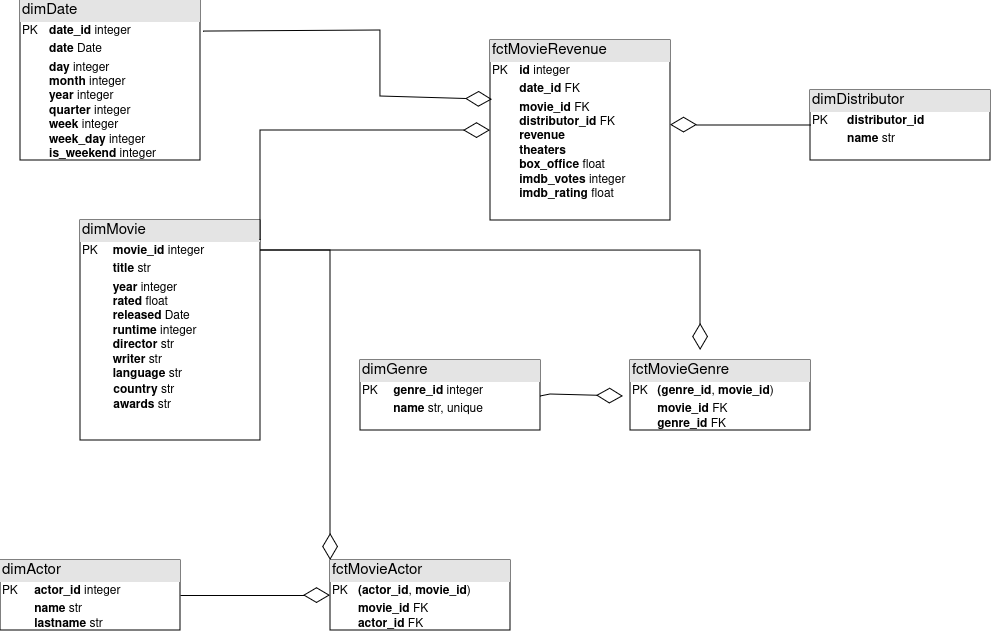 dimDate
PK date_id integer
date Date
day integer
month integer
year integer
quarter integer
week integer
week_day integer
is_weekend integer
fctMovieRevenue
PK id integer
date_id FK
movie_id FK
distributor_id FK
revenue
theaters
box_office float
imdb_votes integer
imdb_rating float
dimDistributor
PK distributor_id
name str
dimMovie
PK movie_id integer
title str
year integer
rated float
released Date
runtime integer
director str
writer str
language str
country str
awards str
dimGenre
PK genre_id integer
name str, unique
fctMovieGenre
PK (genre_id, movie_id)
movie_id FK
genre_id FK
dimActor
PK actor_id integer
name str
lastname str
fctMovieActor
PK (actor_id, movie_id)
movie_id FK
actor_id FK